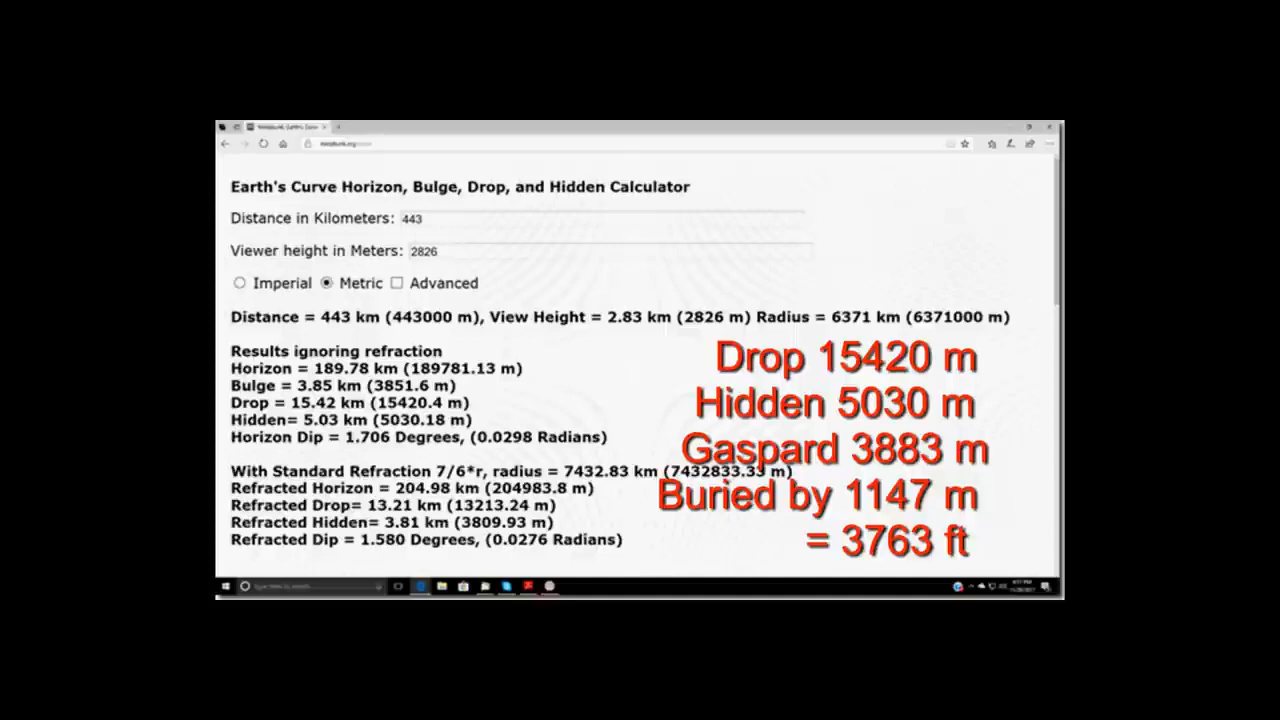 Earth's Curve Horizon, Bulge, Drop, and Hidden Calculator
Distance in Kilometers: 443
Viewer height in Meters: 2826
Imperial Metric Advanced
Distance = 443 km (443000 m), View Height = 2.83 km (2826 m) Radius = 6371 km (6371000 m)
Results ignoring refraction
Horizon = 189.78 km (189781.13 m)
Bulge = 3.85 km (3851.6 m)
Drop = 15.42 km (15420.4 m)
Hidden= 5.03 km (5030.18 m)
Horizon Dip = 1.706 Degrees, (0.0298 Radians)
With Standard Refraction 7/6*r, radius = 7432.83 km (7432833.33 m)
Refracted Horizon = 204.98 km (204983.8 m)
Refracted Drop= 13.21 km (13213.24 m)
Refracted Hidden= 3.81 km (3809.93 m)
Refracted Dip = 1.580 Degrees, (0.0276 Radians)
Drop 15420 m
Hidden 5030 m
Gaspard 3883 m
Buried by 1147 m
= 3763 ft